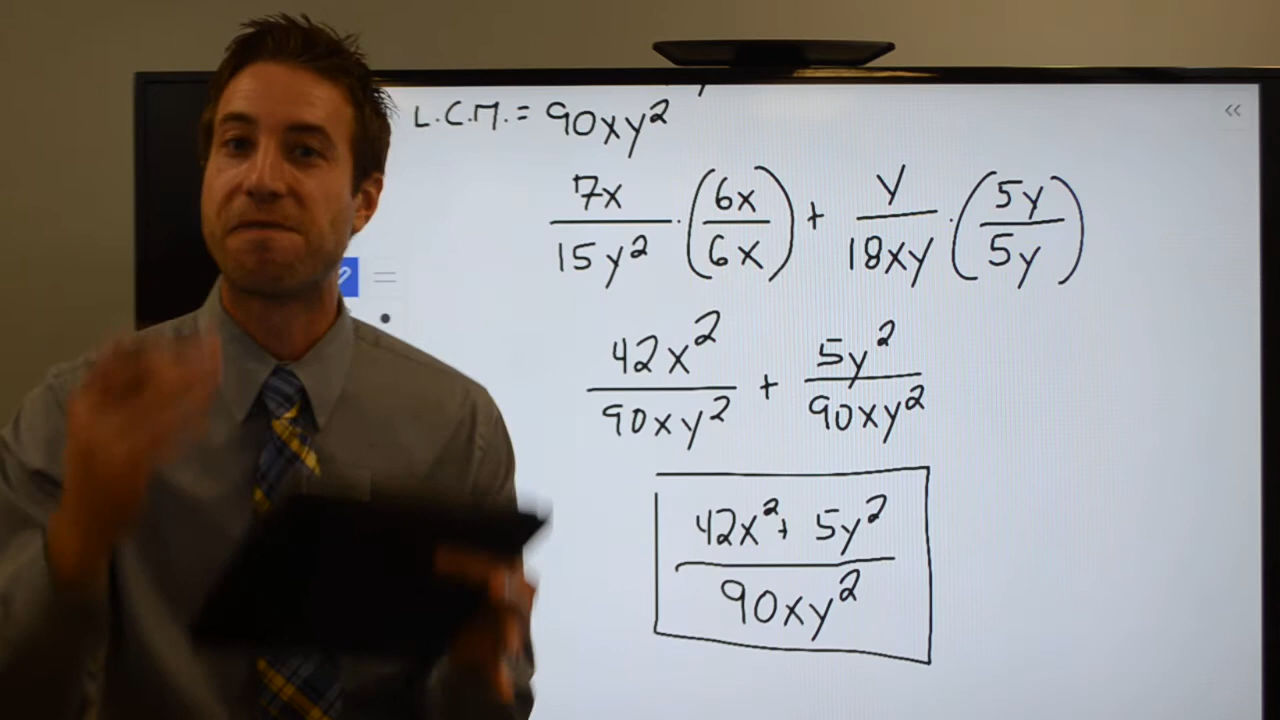 L.C.M. = 90xy²
7x/15y² · (6x/6x) + y/18xy · (5y/5y)
42x²/90xy² + 5y²/90xy²
42x² + 5y²/90xy²